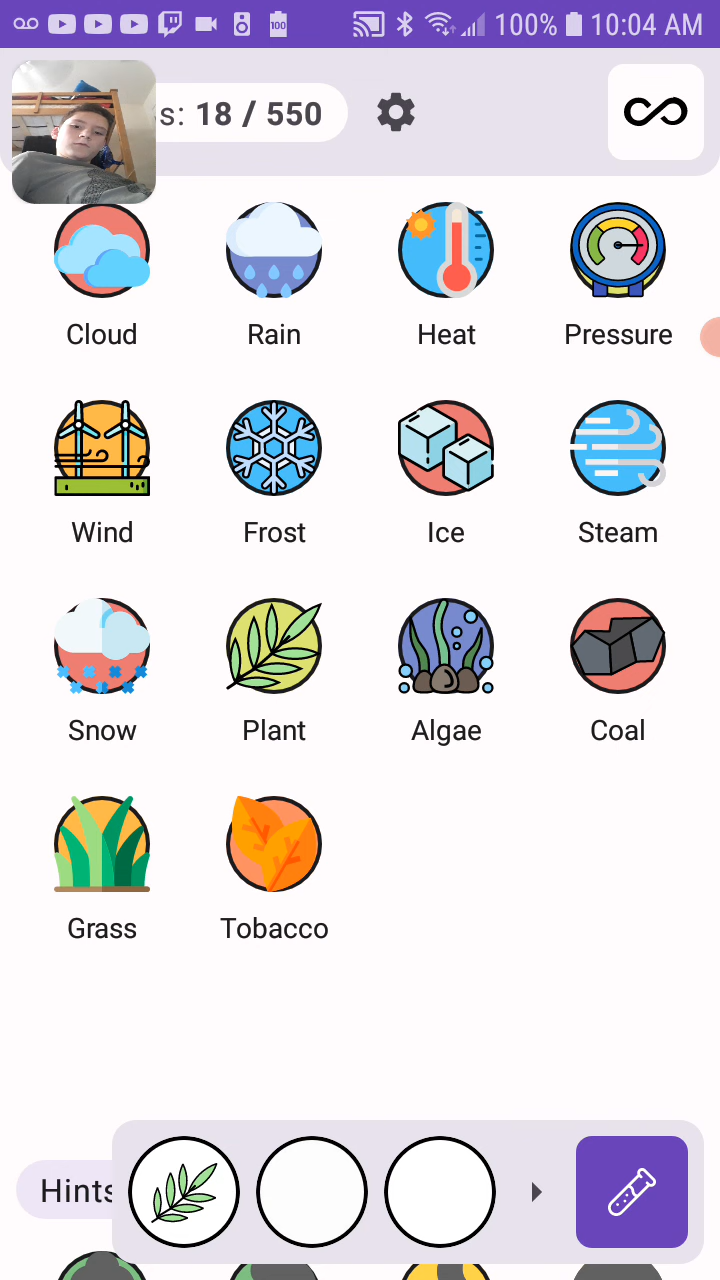 100
100%
10:04 AM
s: 18 / 550
Cloud
Rain
Heat
Pressure
Wind
Frost
Ice
Steam
Snow
Plant
Algae
Coal
Grass
Tobacco
Hints